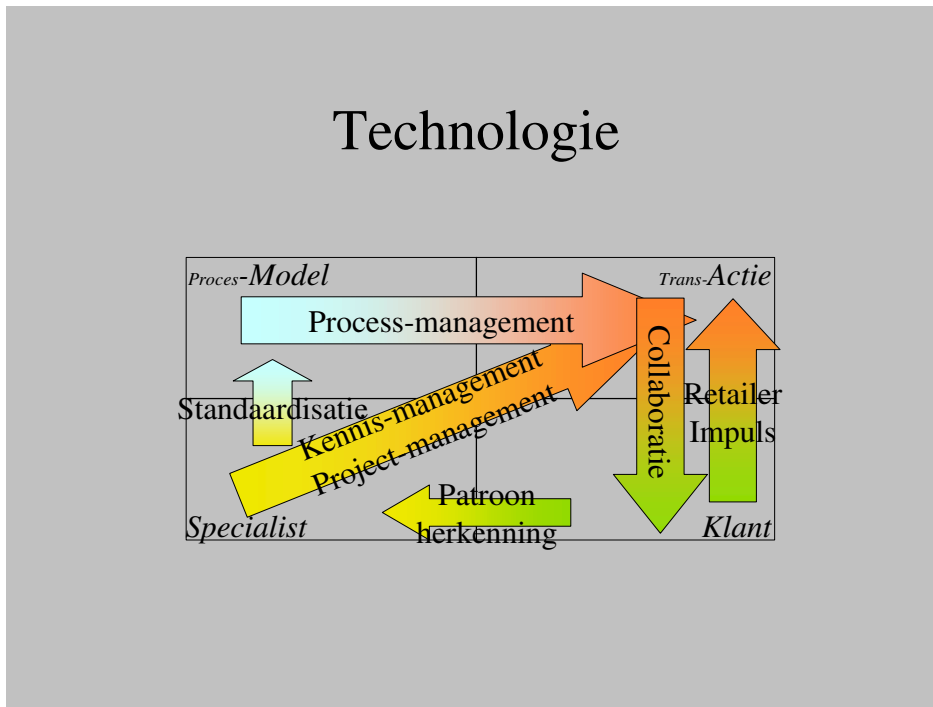 Technologie
Proces-Model
Trans-Actie
Process-management
Collaboratie
Retailer
Impuls
Standaardisatie
Kennis-management
Project-management
Patroon
herkenning
Specialist
Klant